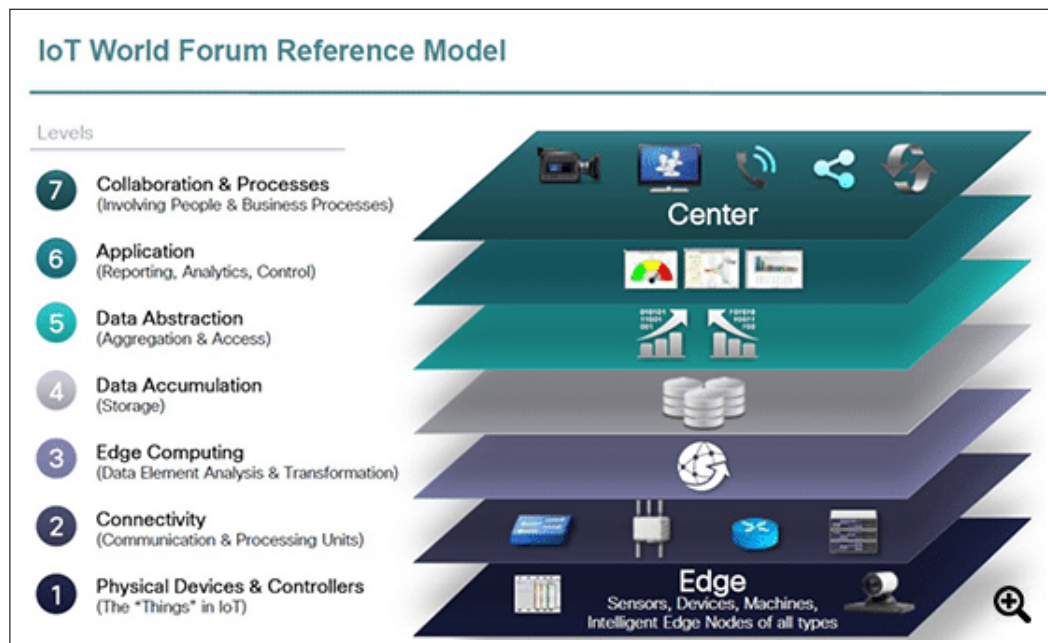 IoT World Forum Reference Model
Levels
7
Collaboration & Processes
(Involving People & Business Processes)
6
Application
(Reporting, Analytics, Control)
5
Data Abstraction
(Aggregation & Access)
4
Data Accumulation
(Storage)
3
Edge Computing
(Data Element Analysis & Transformation)
2
Connectivity
(Communication & Processing Units)
1
Physical Devices & Controllers
(The “Things” in IoT)
Center
010101
11001
001
Edge
Sensors, Devices, Machines,
Intelligent Edge Nodes of all types